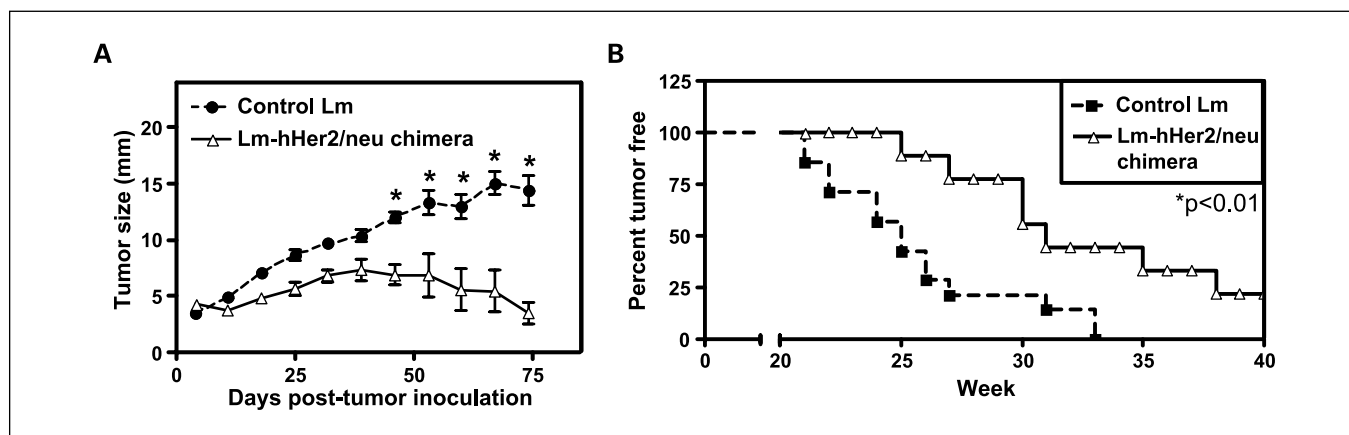 A
Tumor size (mm)
20
15
10
5
0
Control Lm
Lm-hHer2/neu chimera
* * * * *
0 25 50 75
Days post-tumor inoculation
B
Percent tumor free
125
100
75
50
25
0
Control Lm
Lm-hHer2/neu
chimera
*p<0.01
0 20 25 30 35 40
Week